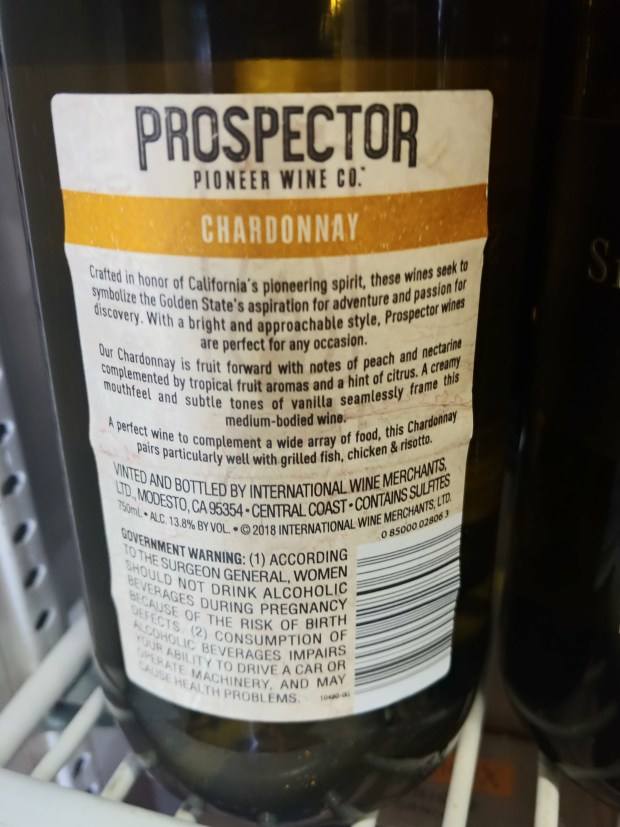 PROSPECTOR
PIONEER WINE CO.™
CHARDONNAY
Crafted in honor of California's pioneering spirit, these wines seek to
symbolize the Golden State's aspiration for adventure and passion for
discovery. With a bright and approachable style, Prospector wines
are perfect for any occasion.
Our Chardonnay is fruit forward with notes of peach and nectarine
complemented by tropical fruit aromas and a hint of citrus. A creamy
mouthfeel and subtle tones of vanilla seamlessly frame this
medium-bodied wine.
A perfect wine to complement a wide array of food, this Chardonnay
pairs particularly well with grilled fish, chicken & risotto.
VINTED AND BOTTLED BY INTERNATIONAL WINE MERCHANTS,
LTD., MODESTO, CA 95354 • CENTRAL COAST • CONTAINS SULFITES
750mL • ALC. 13.8% BY VOL. • © 2018 INTERNATIONAL WINE MERCHANTS, LTD.
0 85000 02806 3
GOVERNMENT WARNING: (1) ACCORDING
TO THE SURGEON GENERAL, WOMEN
SHOULD NOT DRINK ALCOHOLIC
BEVERAGES DURING PREGNANCY
BECAUSE OF THE RISK OF BIRTH
DEFECTS. (2) CONSUMPTION OF
ALCOHOLIC BEVERAGES IMPAIRS
YOUR ABILITY TO DRIVE A CAR OR
OPERATE MACHINERY, AND MAY
CAUSE HEALTH PROBLEMS.